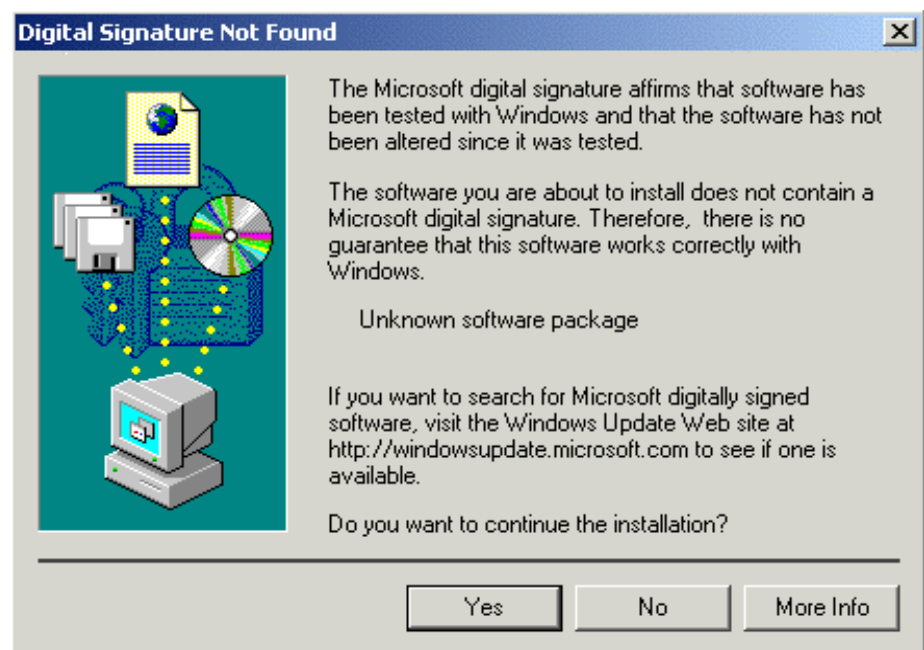 Digital Signature Not Found
The Microsoft digital signature affirms that software has
been tested with Windows and that the software has not
been altered since it was tested.
The software you are about to install does not contain a
Microsoft digital signature. Therefore,  there is no
guarantee that this software works correctly with
Windows.
Unknown software package
If you want to search for Microsoft digitally signed
software, visit the Windows Update Web site at
http://windowsupdate.microsoft.com to see if one is
available.
Do you want to continue the installation?
Yes No More Info